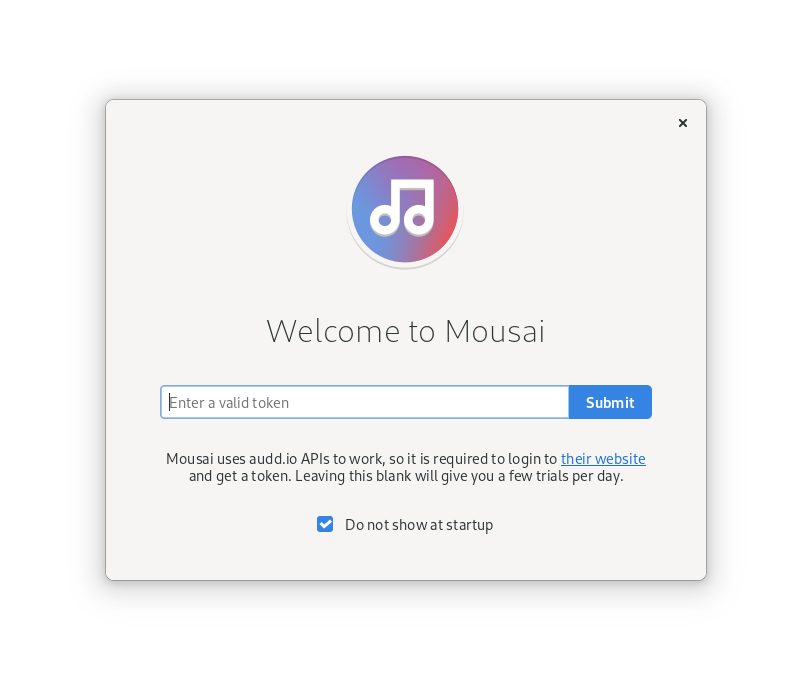 Welcome to Mousai
Enter a valid token
Submit
Mousai uses audd.io APIs to work, so it is required to login to their website
and get a token. Leaving this blank will give you a few trials per day.
Do not show at startup